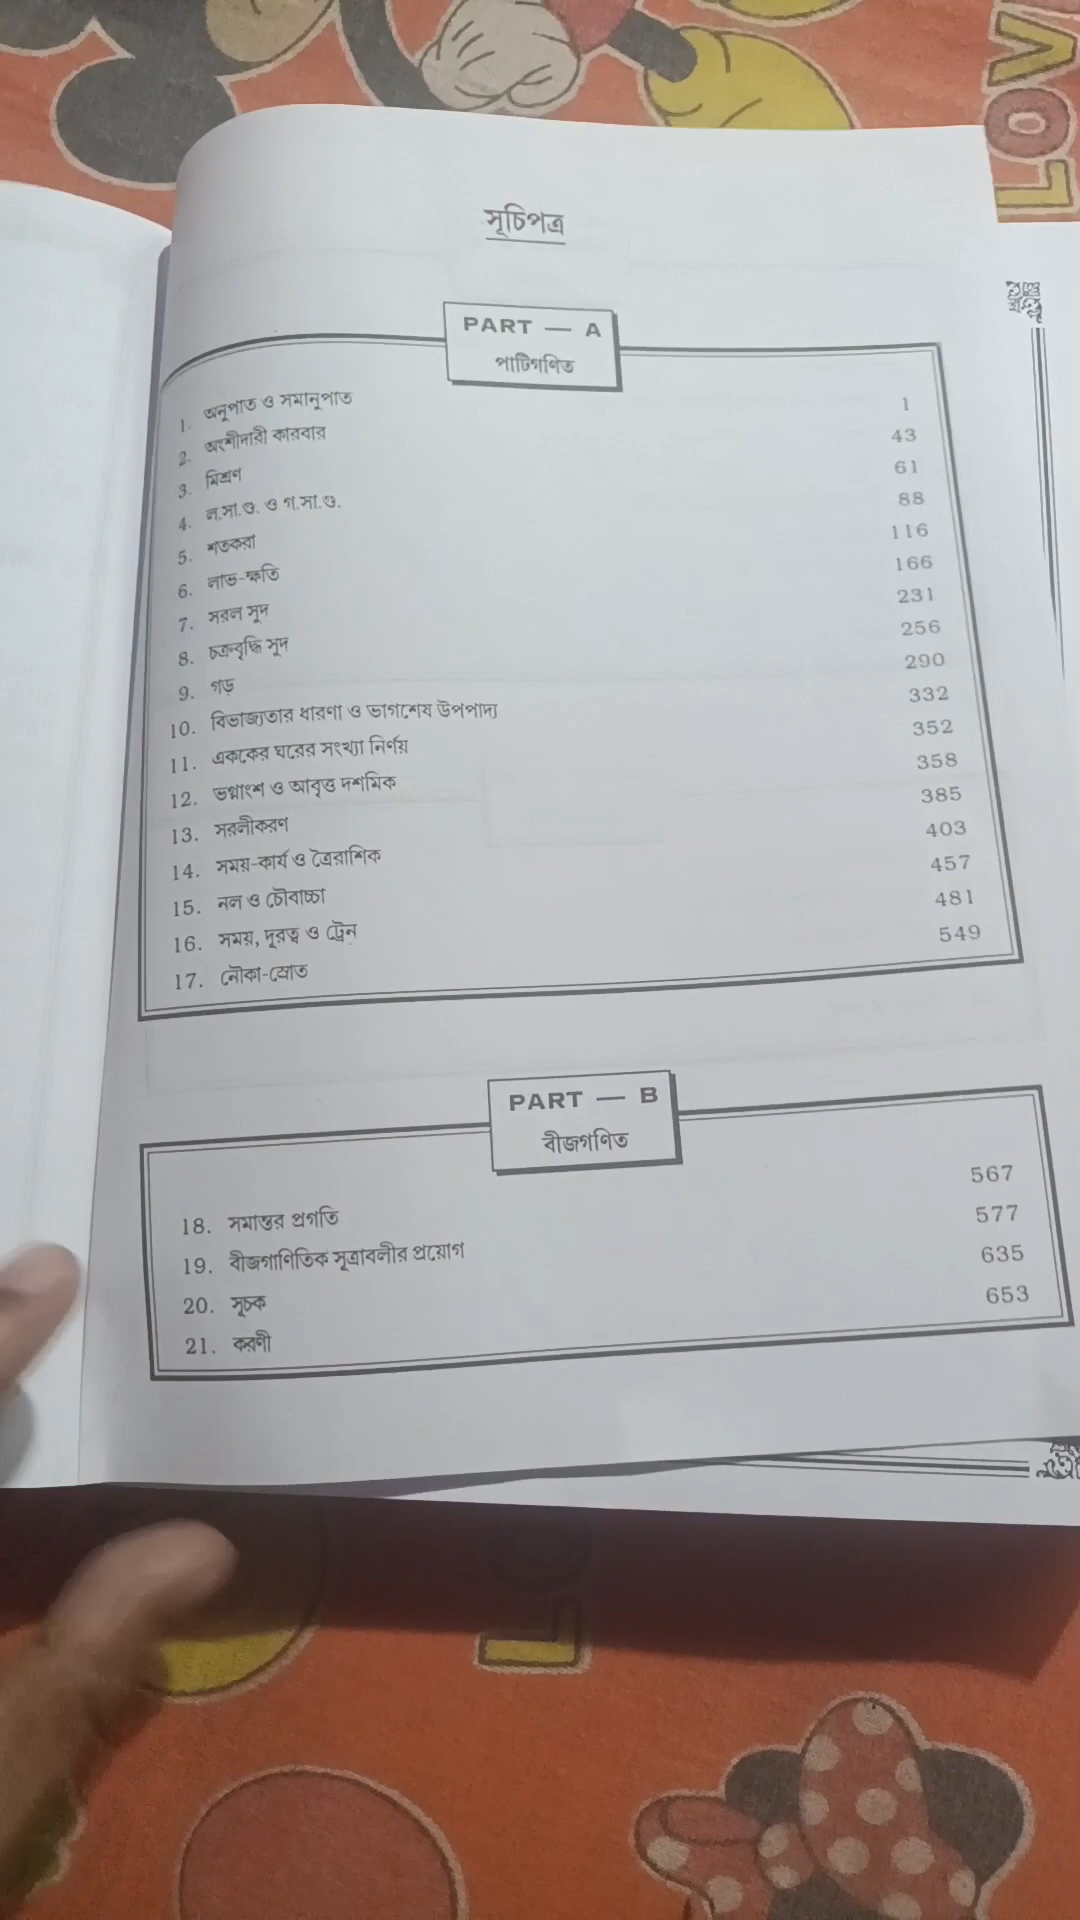 সূচিপত্র
PART — A
পাটিগণিত
1. অনুপাত ও সমানুপাত 1
2. অংশীদারী কারবার 43
3. মিশ্রণ 61
4. ল.সা.গু. ও গ.সা.গু. 88
5. শতকরা 116
6. লাভ-ক্ষতি 166
7. সরল সুদ 231
8. চক্রবৃদ্ধি সুদ 256
9. গড় 290
10. বিভাজ্যতার ধারণা ও ভাগশেষ উপপাদ্য 332
11. এককের ঘরের সংখ্যা নির্ণয় 352
12. ভগ্নাংশ ও আবৃত্ত দশমিক 358
13. সরলীকরণ 385
14. সময়-কার্য ও ত্রৈরাশিক 403
15. নল ও চৌবাচ্চা 457
16. সময়, দূরত্ব ও ট্রেন 481
17. নৌকা-স্রোত 549
PART — B
বীজগণিত
18. সমান্তর প্রগতি 567
19. বীজগাণিতিক সূত্রাবলীর প্রয়োগ 577
20. সূচক 635
21. করণী 653
LOV
L